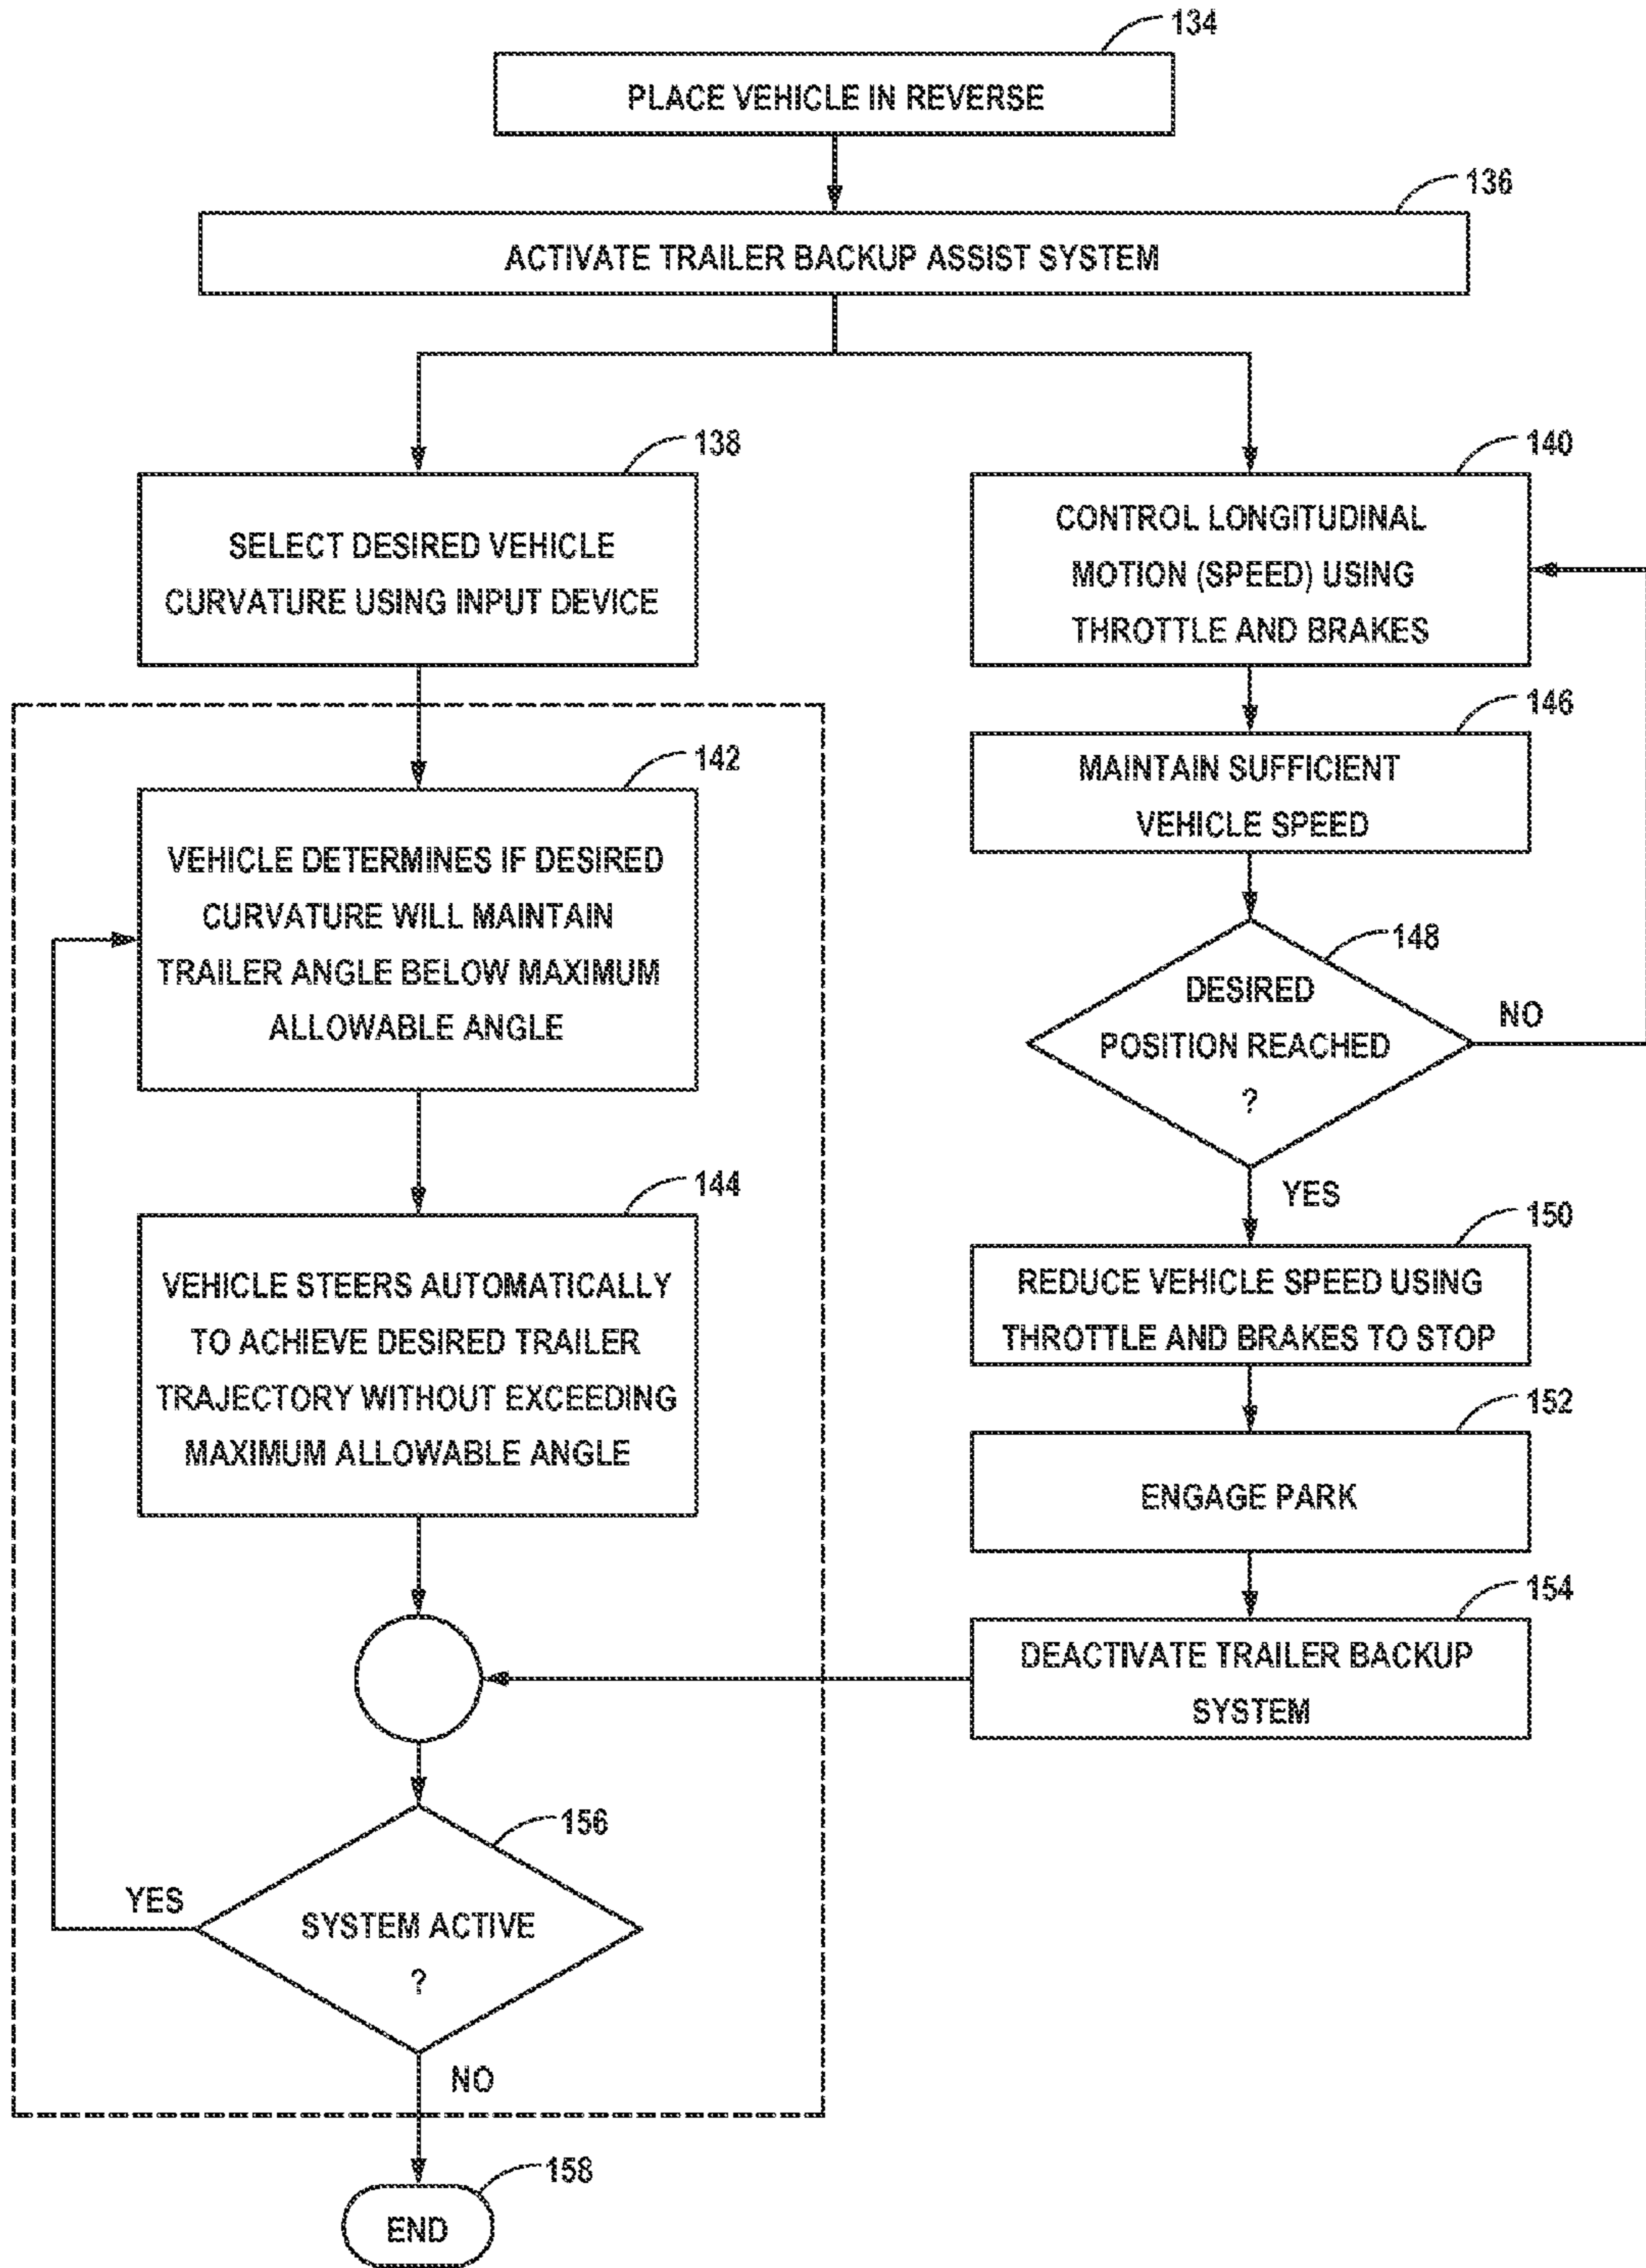 134
PLACE VEHICLE IN REVERSE
136
ACTIVATE TRAILER BACKUP ASSIST SYSTEM
138
SELECT DESIRED VEHICLE
CURVATURE USING INPUT DEVICE
140
CONTROL LONGITUDINAL
MOTION (SPEED) USING
THROTTLE AND BRAKES
142
VEHICLE DETERMINES IF DESIRED
CURVATURE WILL MAINTAIN
TRAILER ANGLE BELOW MAXIMUM
ALLOWABLE ANGLE
146
MAINTAIN SUFFICIENT
VEHICLE SPEED
148
DESIRED
POSITION REACHED
?
NO
YES
144
VEHICLE STEERS AUTOMATICALLY
TO ACHIEVE DESIRED TRAILER
TRAJECTORY WITHOUT EXCEEDING
MAXIMUM ALLOWABLE ANGLE
150
REDUCE VEHICLE SPEED USING
THROTTLE AND BRAKES TO STOP
152
ENGAGE PARK
154
DEACTIVATE TRAILER BACKUP
SYSTEM
156
YES
SYSTEM ACTIVE
?
NO
158
END